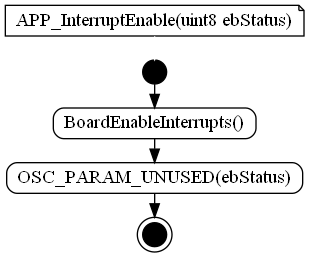 APP_InterruptEnable(uint8 ebStatus)
BoardEnableInterrupts()
OSC_PARAM_UNUSED(ebStatus)